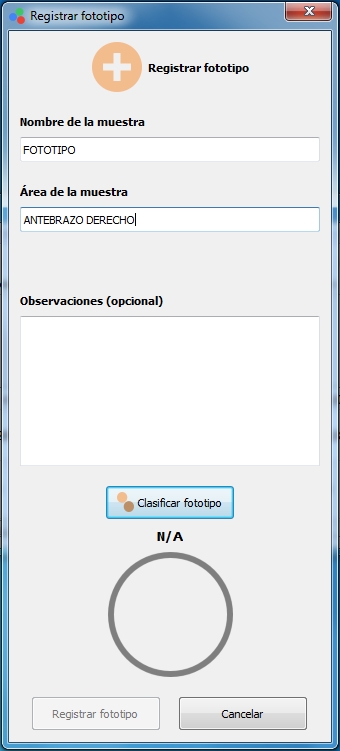 Registrar fototipo
Registrar fototipo
Nombre de la muestra
FOTOTIPO
Área de la muestra
ANTEBRAZO DERECHO
Observaciones (opcional)
Clasificar fototipo
N/A
Registrar fototipo
Cancelar